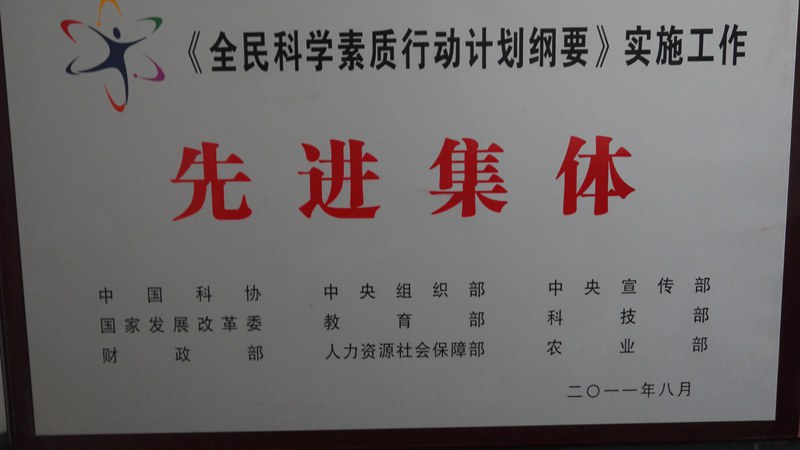 《全民科学素质行动计划纲要》实施工作
先进集体
中国科协 中央组织部 中央宣传部
国家发展改革委 教育部 科技部
财政部 人力资源社会保障部 农业部
二〇一一年八月